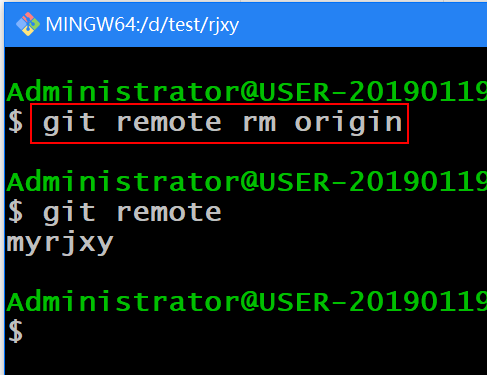 MINGW64:/d/test/rjxy
Administrator@USER-20190119
$ git remote rm origin
Administrator@USER-20190119
$ git remote
myrjxy
Administrator@USER-20190119
$